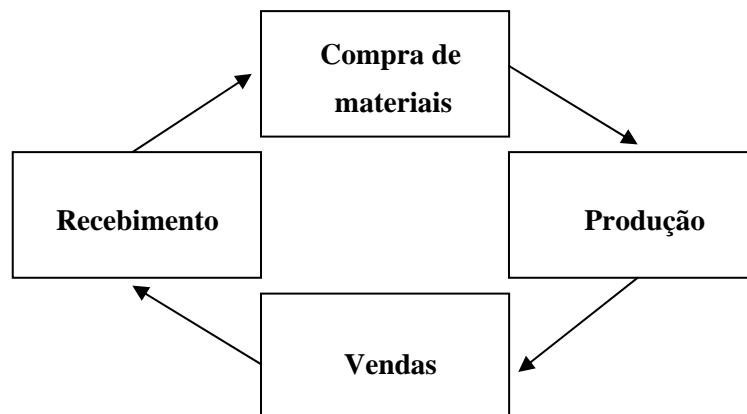 Compra de
materiais
Recebimento
Produção
Vendas